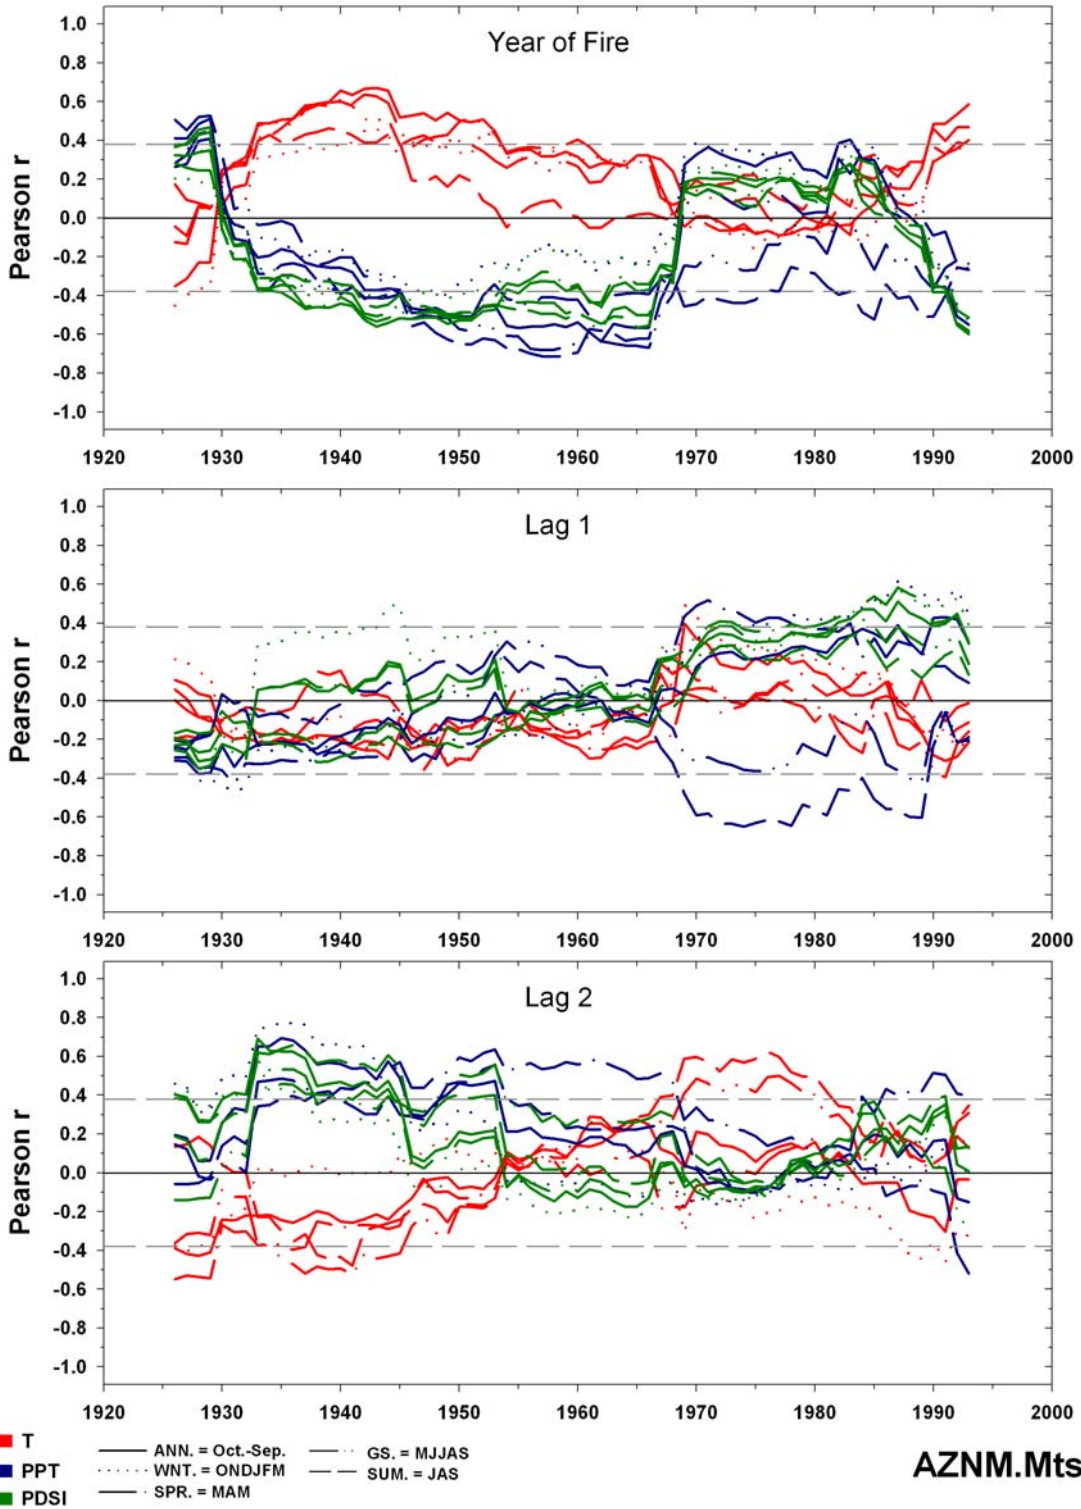 Year of Fire
Pearson r
1.0
0.8
0.6
0.4
0.2
0.0
-0.2
-0.4
-0.6
-0.8
-1.0
1920 1930 1940 1950 1960 1970 1980 1990 2000
Lag 1
Pearson r
1.0
0.8
0.6
0.4
0.2
0.0
-0.2
-0.4
-0.6
-0.8
-1.0
1920 1930 1940 1950 1960 1970 1980 1990 2000
Lag 2
Pearson r
1.0
0.8
0.6
0.4
0.2
0.0
-0.2
-0.4
-0.6
-0.8
-1.0
1920 1930 1940 1950 1960 1970 1980 1990 2000
T
PPT
PDSI
ANN. = Oct.-Sep.
WNT. = ONDJFM
SPR. = MAM
GS. = MJJAS
SUM. = JAS
AZNM.Mts